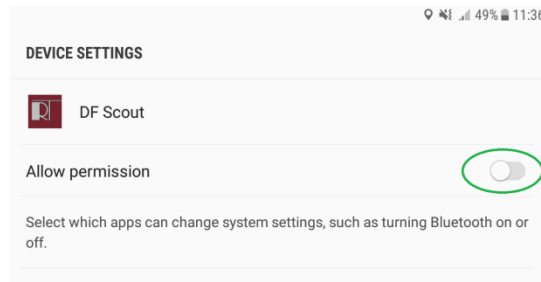 49% 11:36
DEVICE SETTINGS
DF Scout
Allow permission
Select which apps can change system settings, such as turning Bluetooth on or
off.